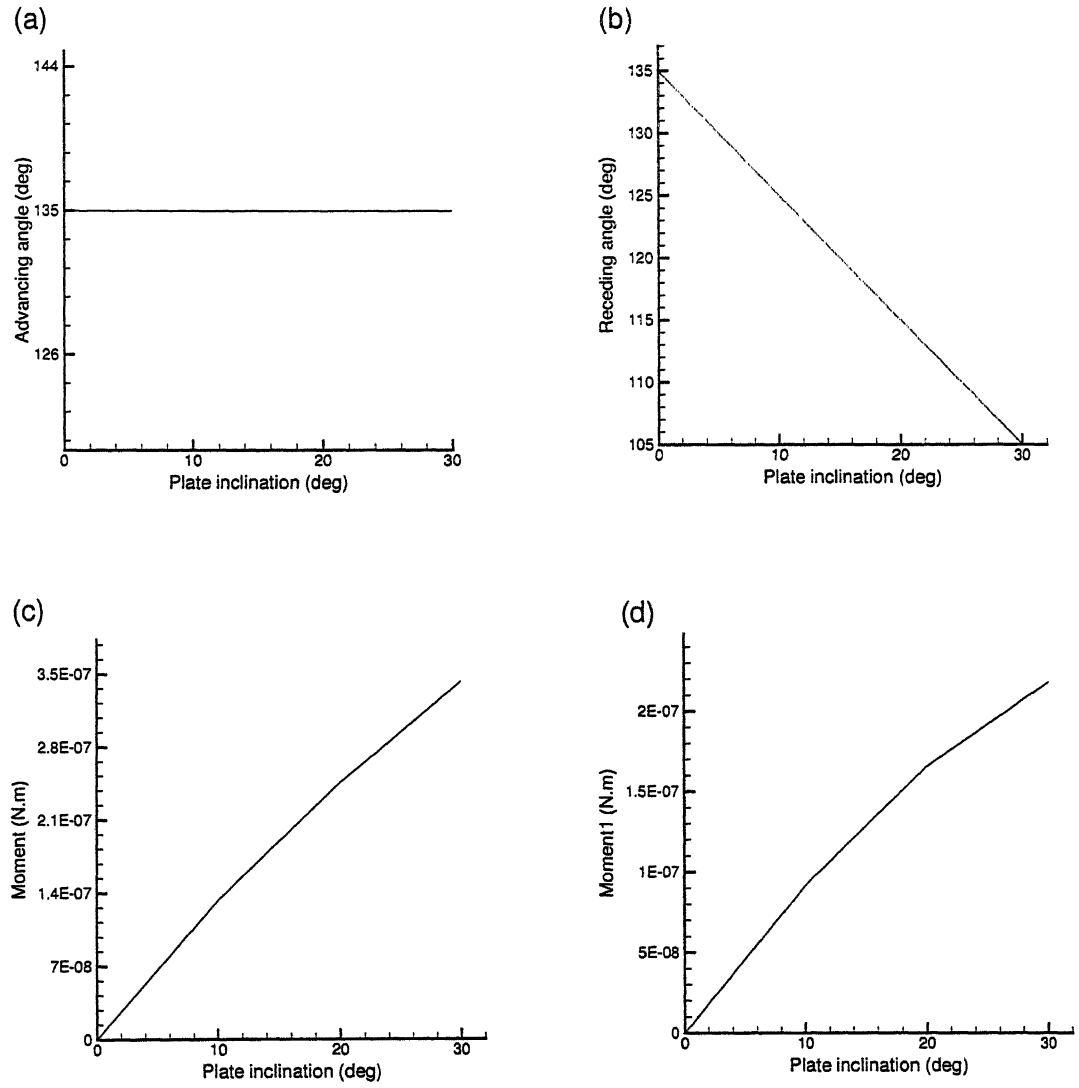 (a)
144
135
126
Advancing angle (deg)
0 10 20 30
Plate inclination (deg)
(b)
135
130
125
120
115
110
105
Receding angle (deg)
0 10 20 30
Plate inclination (deg)
(c)
3.5E-07
2.8E-07
2.1E-07
1.4E-07
7E-08
0
Moment (N.m)
0 10 20 30
Plate inclination (deg)
(d)
2E-07
1.5E-07
1E-07
5E-08
0
Moment1 (N.m)
0 10 20 30
Plate inclination (deg)